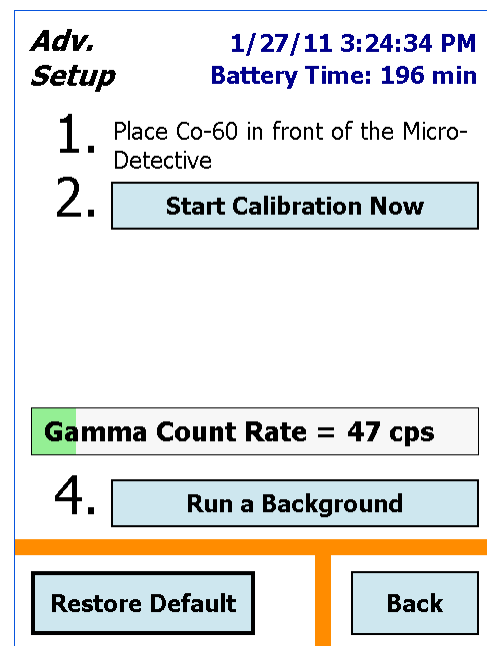 Adv. Setup
1/27/11 3:24:34 PM
Battery Time: 196 min
1. Place Co-60 in front of the Micro-
Detective
2. Start Calibration Now
Gamma Count Rate = 47 cps
4. Run a Background
Restore Default
Back